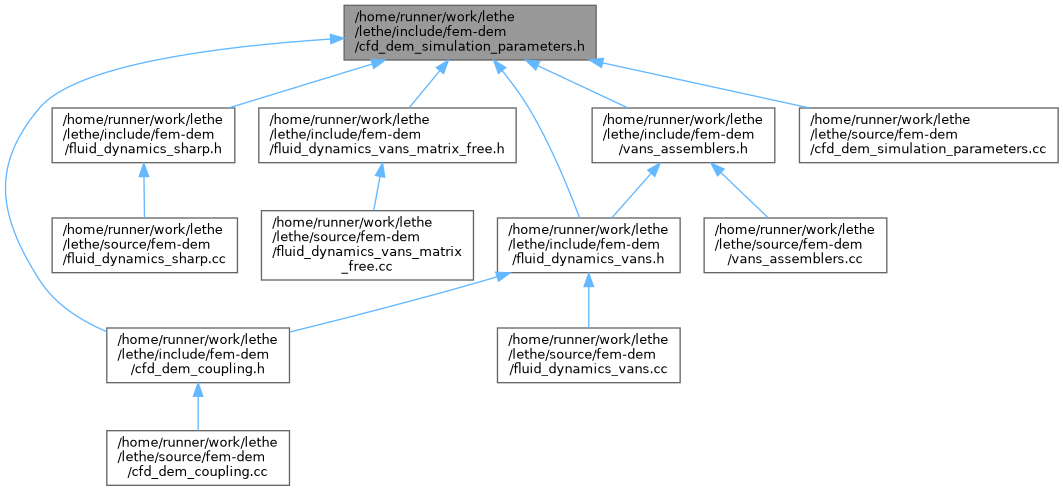 /home/runner/work/lethe
/lethe/include/fem-dem
/cfd_dem_simulation_parameters.h
/home/runner/work/lethe
/lethe/include/fem-dem
/fluid_dynamics_sharp.h
/home/runner/work/lethe
/lethe/include/fem-dem
/fluid_dynamics_vans_matrix_free.h
/home/runner/work/lethe
/lethe/include/fem-dem
/vans_assemblers.h
/home/runner/work/lethe
/lethe/source/fem-dem
/cfd_dem_simulation_parameters.cc
/home/runner/work/lethe
/lethe/source/fem-dem
/fluid_dynamics_sharp.cc
/home/runner/work/lethe
/lethe/source/fem-dem
/fluid_dynamics_vans_matrix
_free.cc
/home/runner/work/lethe
/lethe/include/fem-dem
/fluid_dynamics_vans.h
/home/runner/work/lethe
/lethe/source/fem-dem
/vans_assemblers.cc
/home/runner/work/lethe
/lethe/include/fem-dem
/cfd_dem_coupling.h
/home/runner/work/lethe
/lethe/source/fem-dem
/fluid_dynamics_vans.cc
/home/runner/work/lethe
/lethe/source/fem-dem
/cfd_dem_coupling.cc